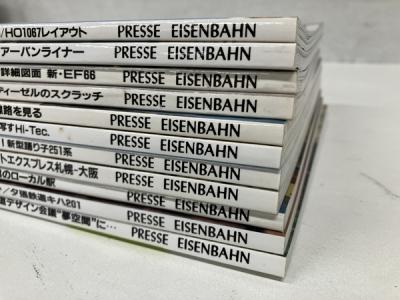 /HO1067レイアウト PRESSE EISENBAHN
アーバンライナー PRESSE EISENBAHN
詳細図面 新・EF66 PRESSE EISENBAHN
ディーゼルのスクラッチ PRESSE EISENBAHN
線路を見る PRESSE EISENBAHN
写すHi-Tec. PRESSE EISENBAHN
!新型踊り子251系 PRESSE EISENBAHN
トエクスプレス札幌-大阪 PRESSE EISENBAHN
のローカル駅 PRESSE EISENBAHN
/夕張鉄道キハ201 PRESSE EISENBAHN
デザイン会議“夢空間”に… PRESSE EISENBAHN